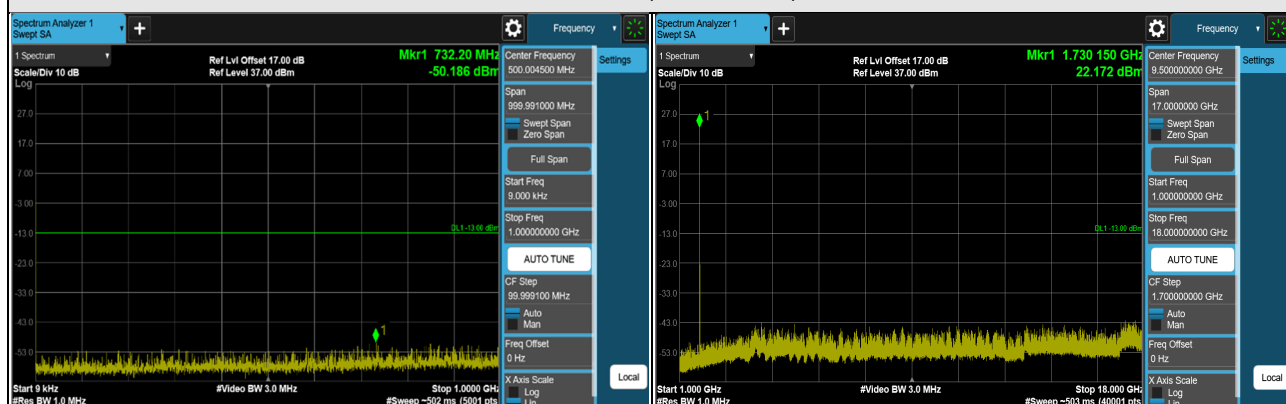 Spectrum Analyzer 1
Swept SA
+
Frequency
1 Spectrum
Scale/Div 10 dB
Log
Ref Lvl Offset 17.00 dB
Ref Level 37.00 dBm
Mkr1 732.20 MHz
-50.186 dBm
27.0
17.0
7.00
-3.00
-13.0
-23.0
-33.0
-43.0
-53.0
DL1 -13.00 dBm
1
Start 9 kHz
#Res BW 1.0 MHz
#Video BW 3.0 MHz
Stop 1.0000 GHz
#Sweep ~502 ms (5001 pts)
Center Frequency
500.004500 MHz
Settings
Span
999.991000 MHz
Swept Span
Zero Span
Full Span
Start Freq
9.000 kHz
Stop Freq
1.000000000 GHz
AUTO TUNE
CF Step
99.999100 MHz
Auto
Man
Freq Offset
0 Hz
X Axis Scale
Log
Lin
Local
Spectrum Analyzer 1
Swept SA
+
Frequency
1 Spectrum
Scale/Div 10 dB
Log
Ref Lvl Offset 17.00 dB
Ref Level 37.00 dBm
Mkr1 1.730 150 GHz
22.172 dBm
27.0
17.0
7.00
-3.00
-13.0
-23.0
-33.0
-43.0
-53.0
DL1 -13.00 dBm
1
Start 1.000 GHz
#Res BW 1.0 MHz
#Video BW 3.0 MHz
Stop 18.000 GHz
#Sweep ~503 ms (40001 pts)
Center Frequency
9.500000000 GHz
Settings
Span
17.0000000 GHz
Swept Span
Zero Span
Full Span
Start Freq
1.000000000 GHz
Stop Freq
18.000000000 GHz
AUTO TUNE
CF Step
1.700000000 GHz
Auto
Man
Freq Offset
0 Hz
X Axis Scale
Log
Lin
Local